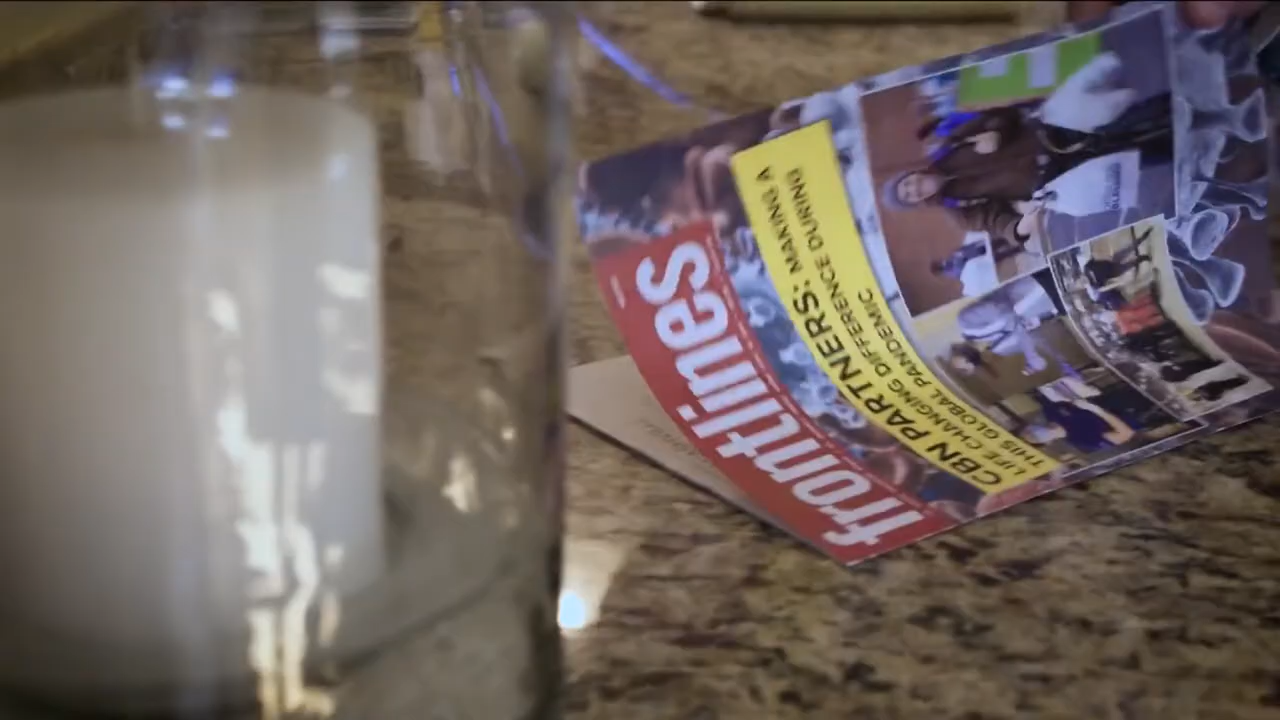 frontlines
CBN PARTNERS: MAKING A
LIFE CHANGING DIFFERENCE DURING
THIS GLOBAL PANDEMIC